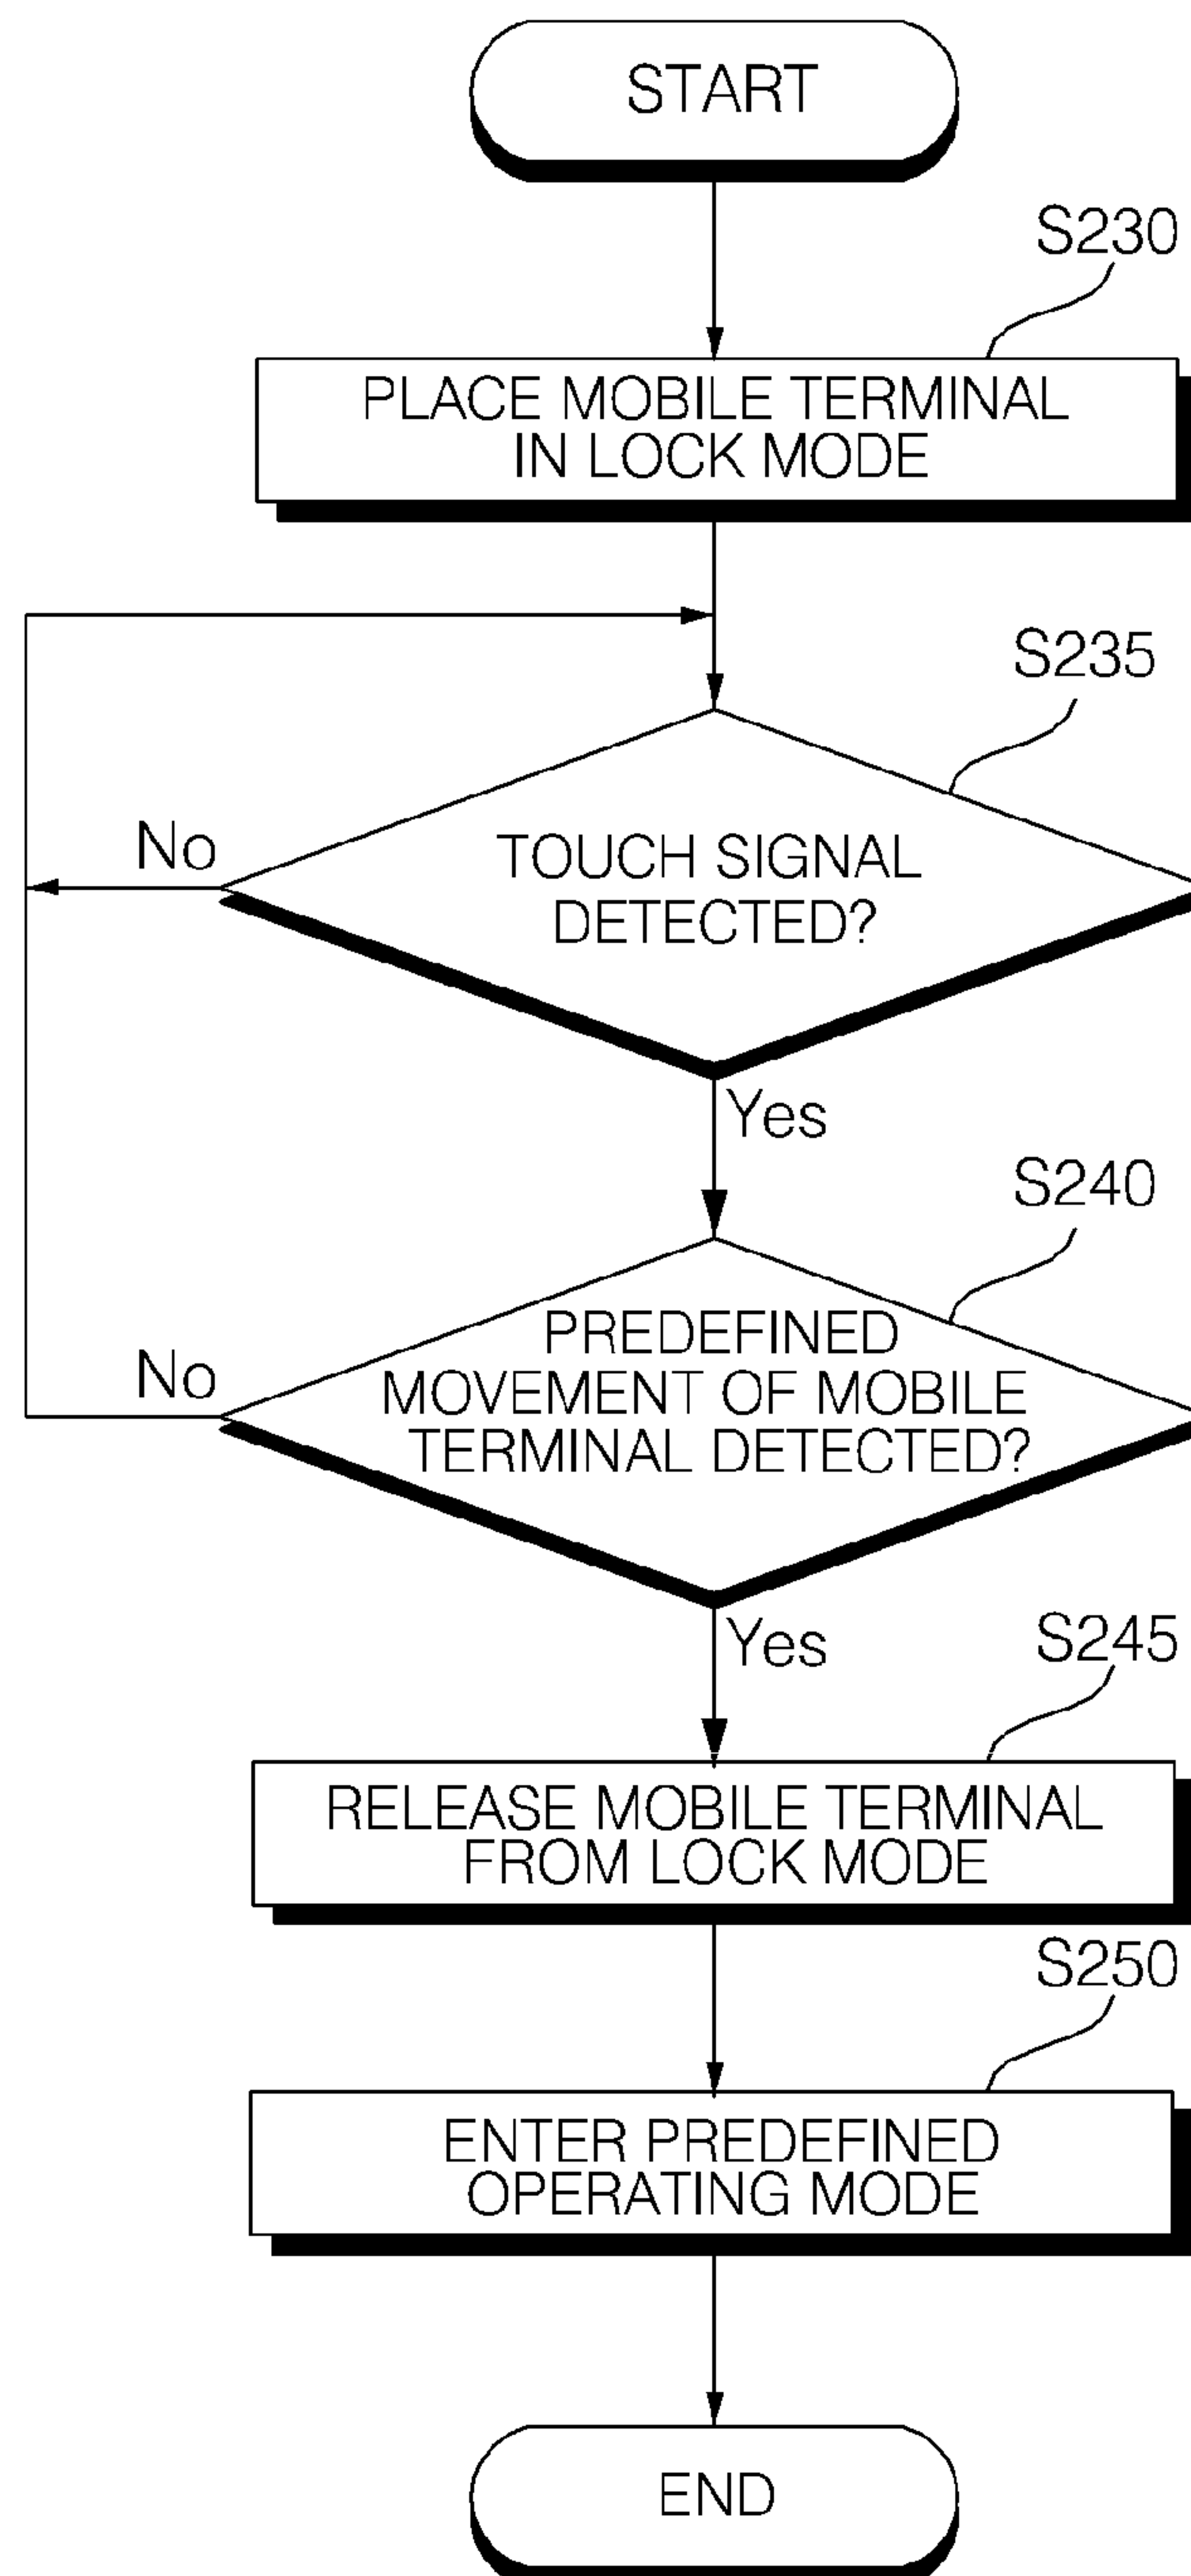 START
S230
PLACE MOBILE TERMINAL
IN LOCK MODE
S235
No
TOUCH SIGNAL
DETECTED?
Yes
S240
No
PREDEFINED
MOVEMENT OF MOBILE
TERMINAL DETECTED?
Yes
S245
RELEASE MOBILE TERMINAL
FROM LOCK MODE
S250
ENTER PREDEFINED
OPERATING MODE
END